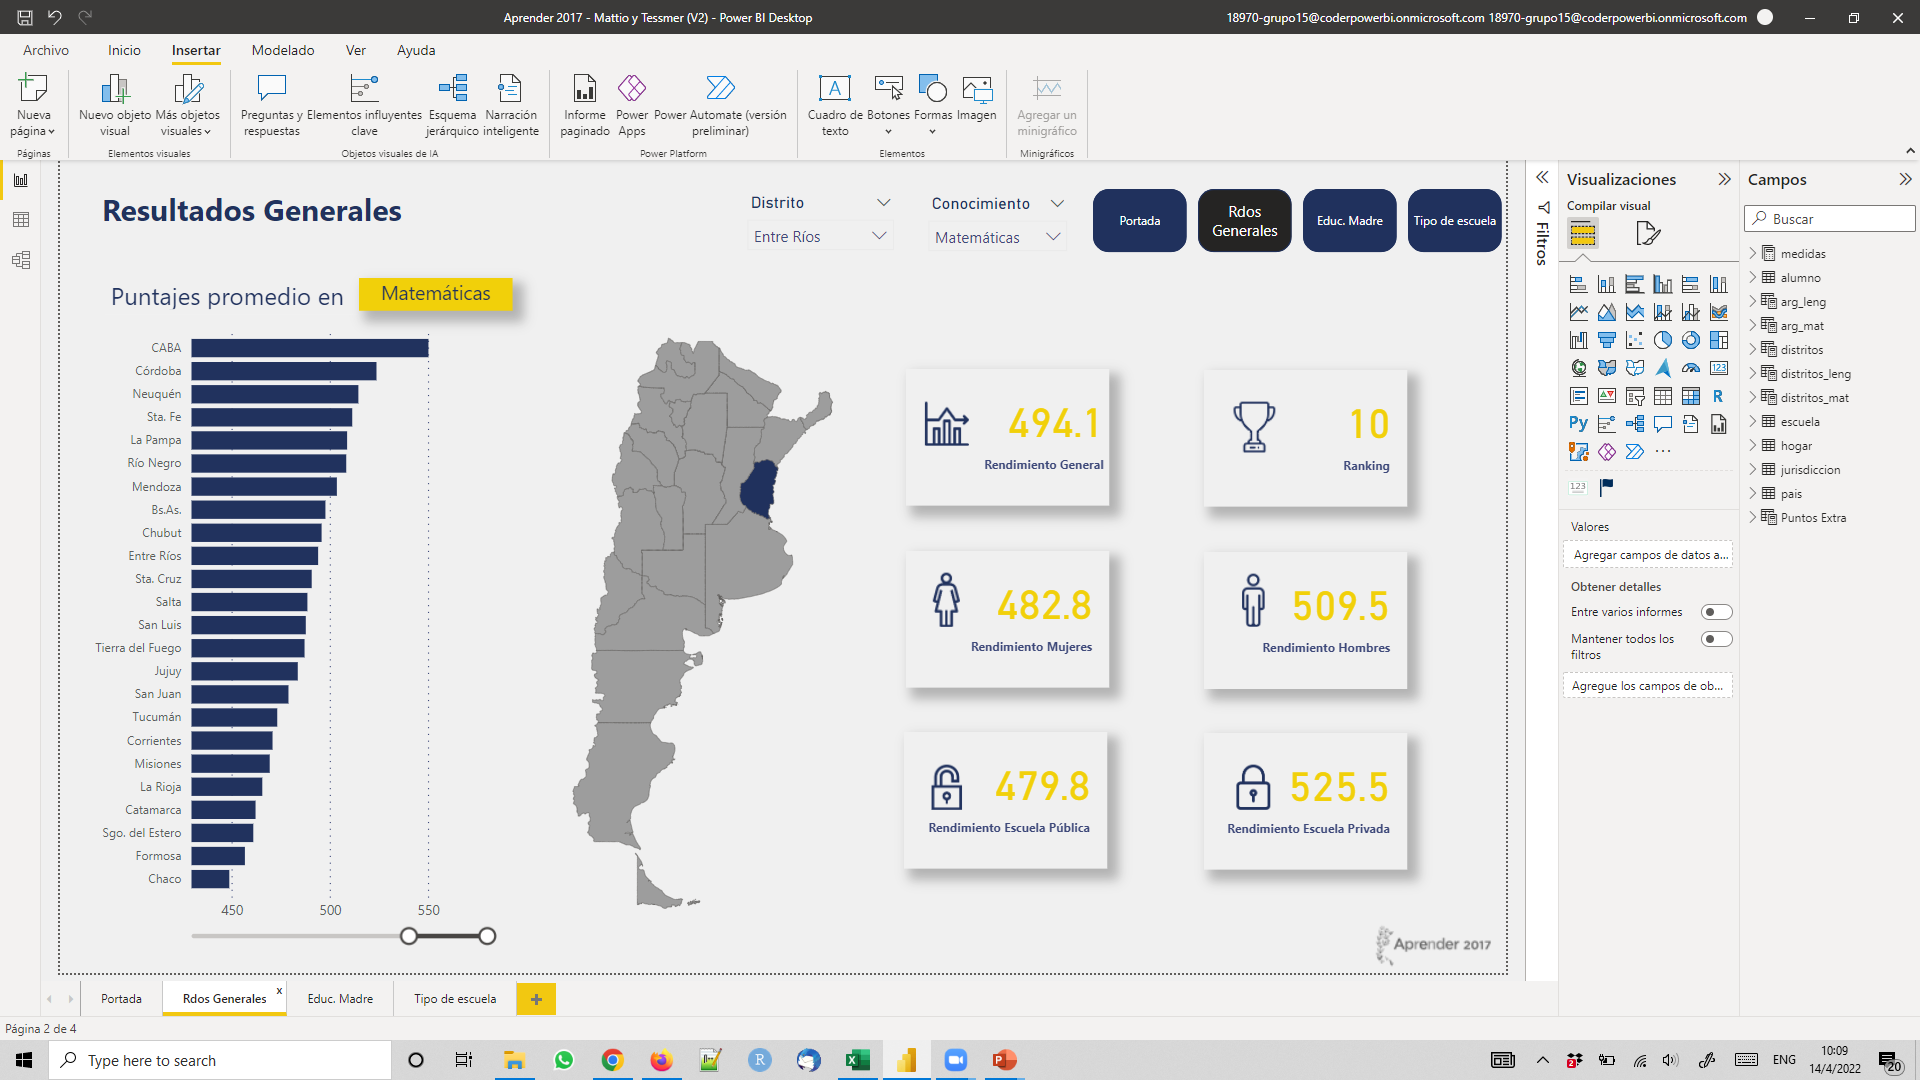 Aprender 2017 - Mattio y Tessmer (V2) - Power BI Desktop
18970-grupo15@coderpowerbi.onmicrosoft.com 18970-grupo15@coderpowerbi.onmicrosoft.com
Archivo
Inicio
Insertar
Modelado
Ver
Ayuda
Nueva
página
Nuevo objeto
visual
Más objetos
visuales
Preguntas y
respuestas
Elementos influyentes
clave
Esquema
jerárquico
Narración
inteligente
Informe
paginado
Power
Apps
Power Automate (versión
preliminar)
Cuadro de
texto
Botones
Formas
Imagen
Agregar un
minigráfico
Páginas
Elementos visuales
Objetos visuales de IA
Power Platform
Elementos
Minigráficos
Resultados Generales
Distrito
Entre Ríos
Conocimiento
Matemáticas
Portada
Rdos
Generales
Educ. Madre
Tipo de escuela
Puntajes promedio en
Matemáticas
CABA
Córdoba
Neuquén
Sta. Fe
La Pampa
Río Negro
Mendoza
Bs.As.
Chubut
Entre Ríos
Sta. Cruz
Salta
San Luis
Tierra del Fuego
Jujuy
San Juan
Tucumán
Corrientes
Misiones
La Rioja
Catamarca
Sgo. del Estero
Formosa
Chaco
450
500
550
494.1
Rendimiento General
10
Ranking
482.8
Rendimiento Mujeres
509.5
Rendimiento Hombres
479.8
Rendimiento Escuela Pública
525.5
Rendimiento Escuela Privada
Aprender 2017
Filtros
Visualizaciones
Compilar visual
123
R
Py
123
Valores
Agregar campos de datos a...
Obtener detalles
Entre varios informes
Mantener todos los
filtros
Agregue los campos de ob...
Campos
Buscar
medidas
alumno
arg_leng
arg_mat
distritos
distritos_leng
distritos_mat
escuela
hogar
jurisdiccion
pais
Puntos Extra
Portada
Rdos Generales
x
Educ. Madre
Tipo de escuela
+
Página 2 de 4
Type here to search
ENG
10:09
14/4/2022
20